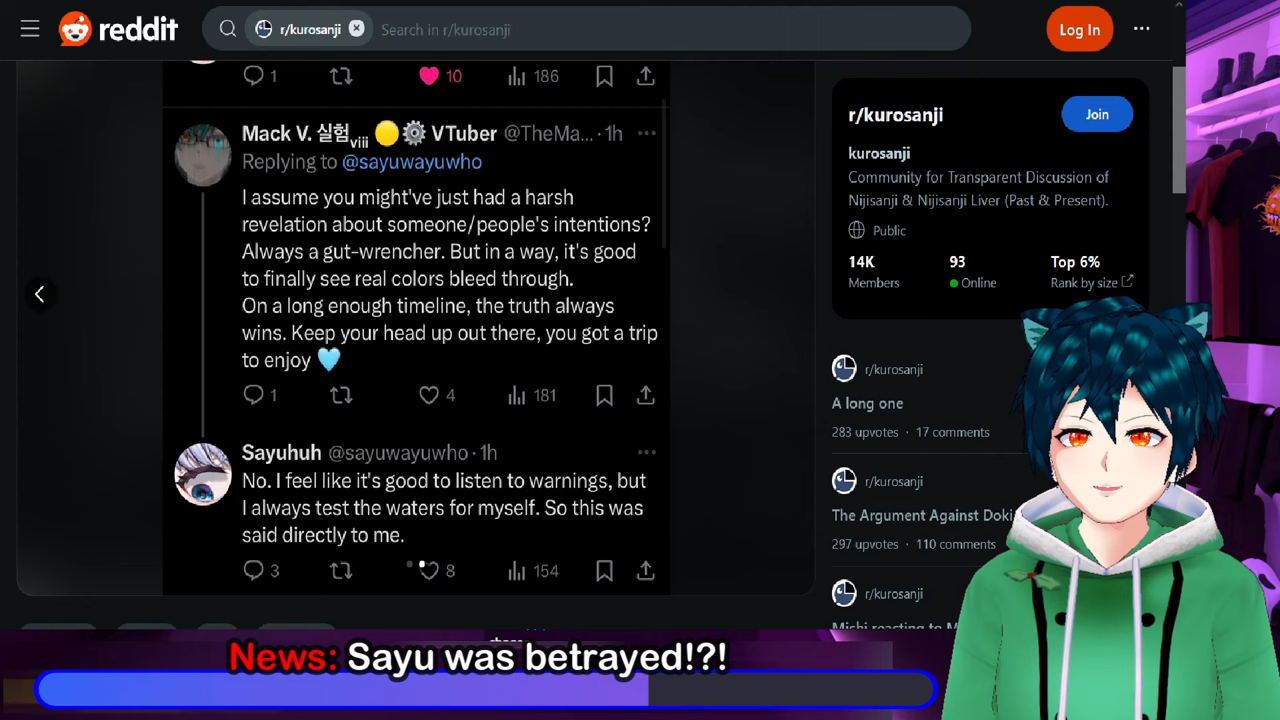 reddit
r/kurosanji
Search in r/kurosanji
Log In
1
10
186
Mack V. 실험viii 🟡⚙️ VTuber @TheMa... · 1h
Replying to @sayuwayuwho
I assume you might've just had a harsh
revelation about someone/people's intentions?
Always a gut-wrencher. But in a way, it's good
to finally see real colors bleed through.
On a long enough timeline, the truth always
wins. Keep your head up out there, you got a trip
to enjoy 🩵
1
4
181
Sayuhuh @sayuwayuwho · 1h
No. I feel like it's good to listen to warnings, but
I always test the waters for myself. So this was
said directly to me.
3
8
154
r/kurosanji
Join
kurosanji
Community for Transparent Discussion of
Nijisanji & Nijisanji Liver (Past & Present).
Public
14K
93
Top 6%
Members
Online
Rank by size
r/kurosanji
A long one
283 upvotes · 17 comments
r/kurosanji
The Argument Against Doki
297 upvotes · 110 comments
r/kurosanji
Michi reacting to M
News: Sayu was betrayed!?!